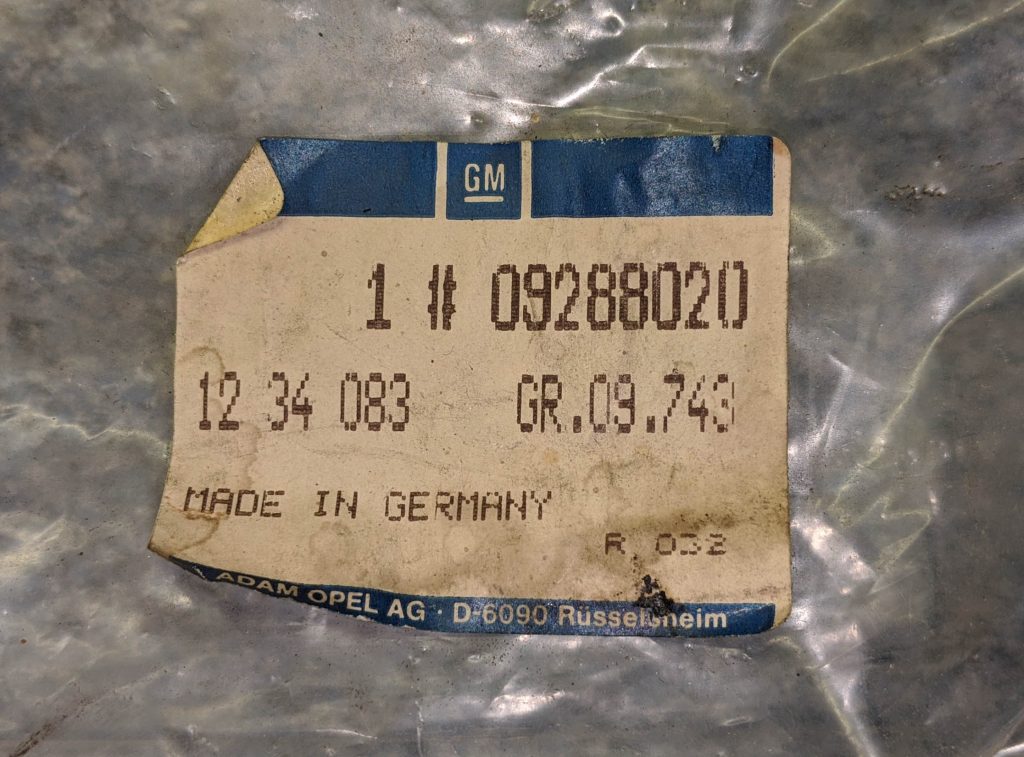 GM
1 # 09288020
12 34 083 GR.09.743
MADE IN GERMANY
R 032
ADAM OPEL AG · D-6090 Rüsselsheim